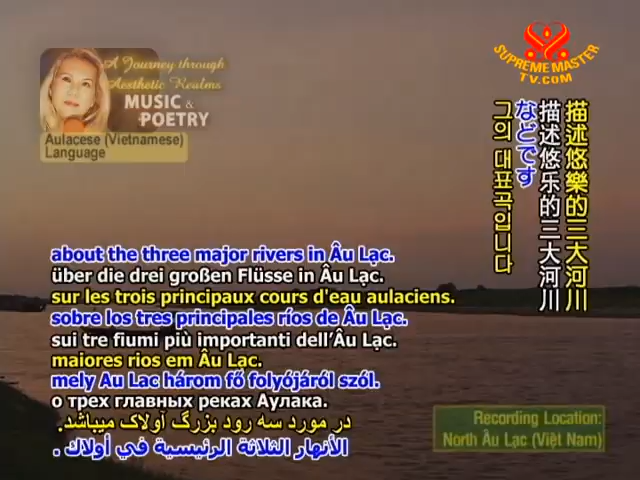 A Journey through
Aesthetic Realms
MUSIC &
POETRY
Aulacese (Vietnamese)
Language
SUPREME MASTER
TV.COM
描述悠樂的三大河川
描述悠乐的三大河川
などです
그의 대표곡입니다
about the three major rivers in Âu Lạc.
über die drei großen Flüsse in Âu Lạc.
sur les trois principaux cours d'eau aulaciens.
sobre los tres principales ríos de Âu Lạc.
sui tre fiumi più importanti dell'Âu Lạc.
maiores rios em Âu Lac.
mely Au Lac három fő folyójáról szól.
о трех главных реках Аулака.
در مورد سه رود بزرگ آولاک میباشد.
الأنهار الثلاثة الرئيسية في أولاك .
Recording Location:
North Âu Lạc (Việt Nam)